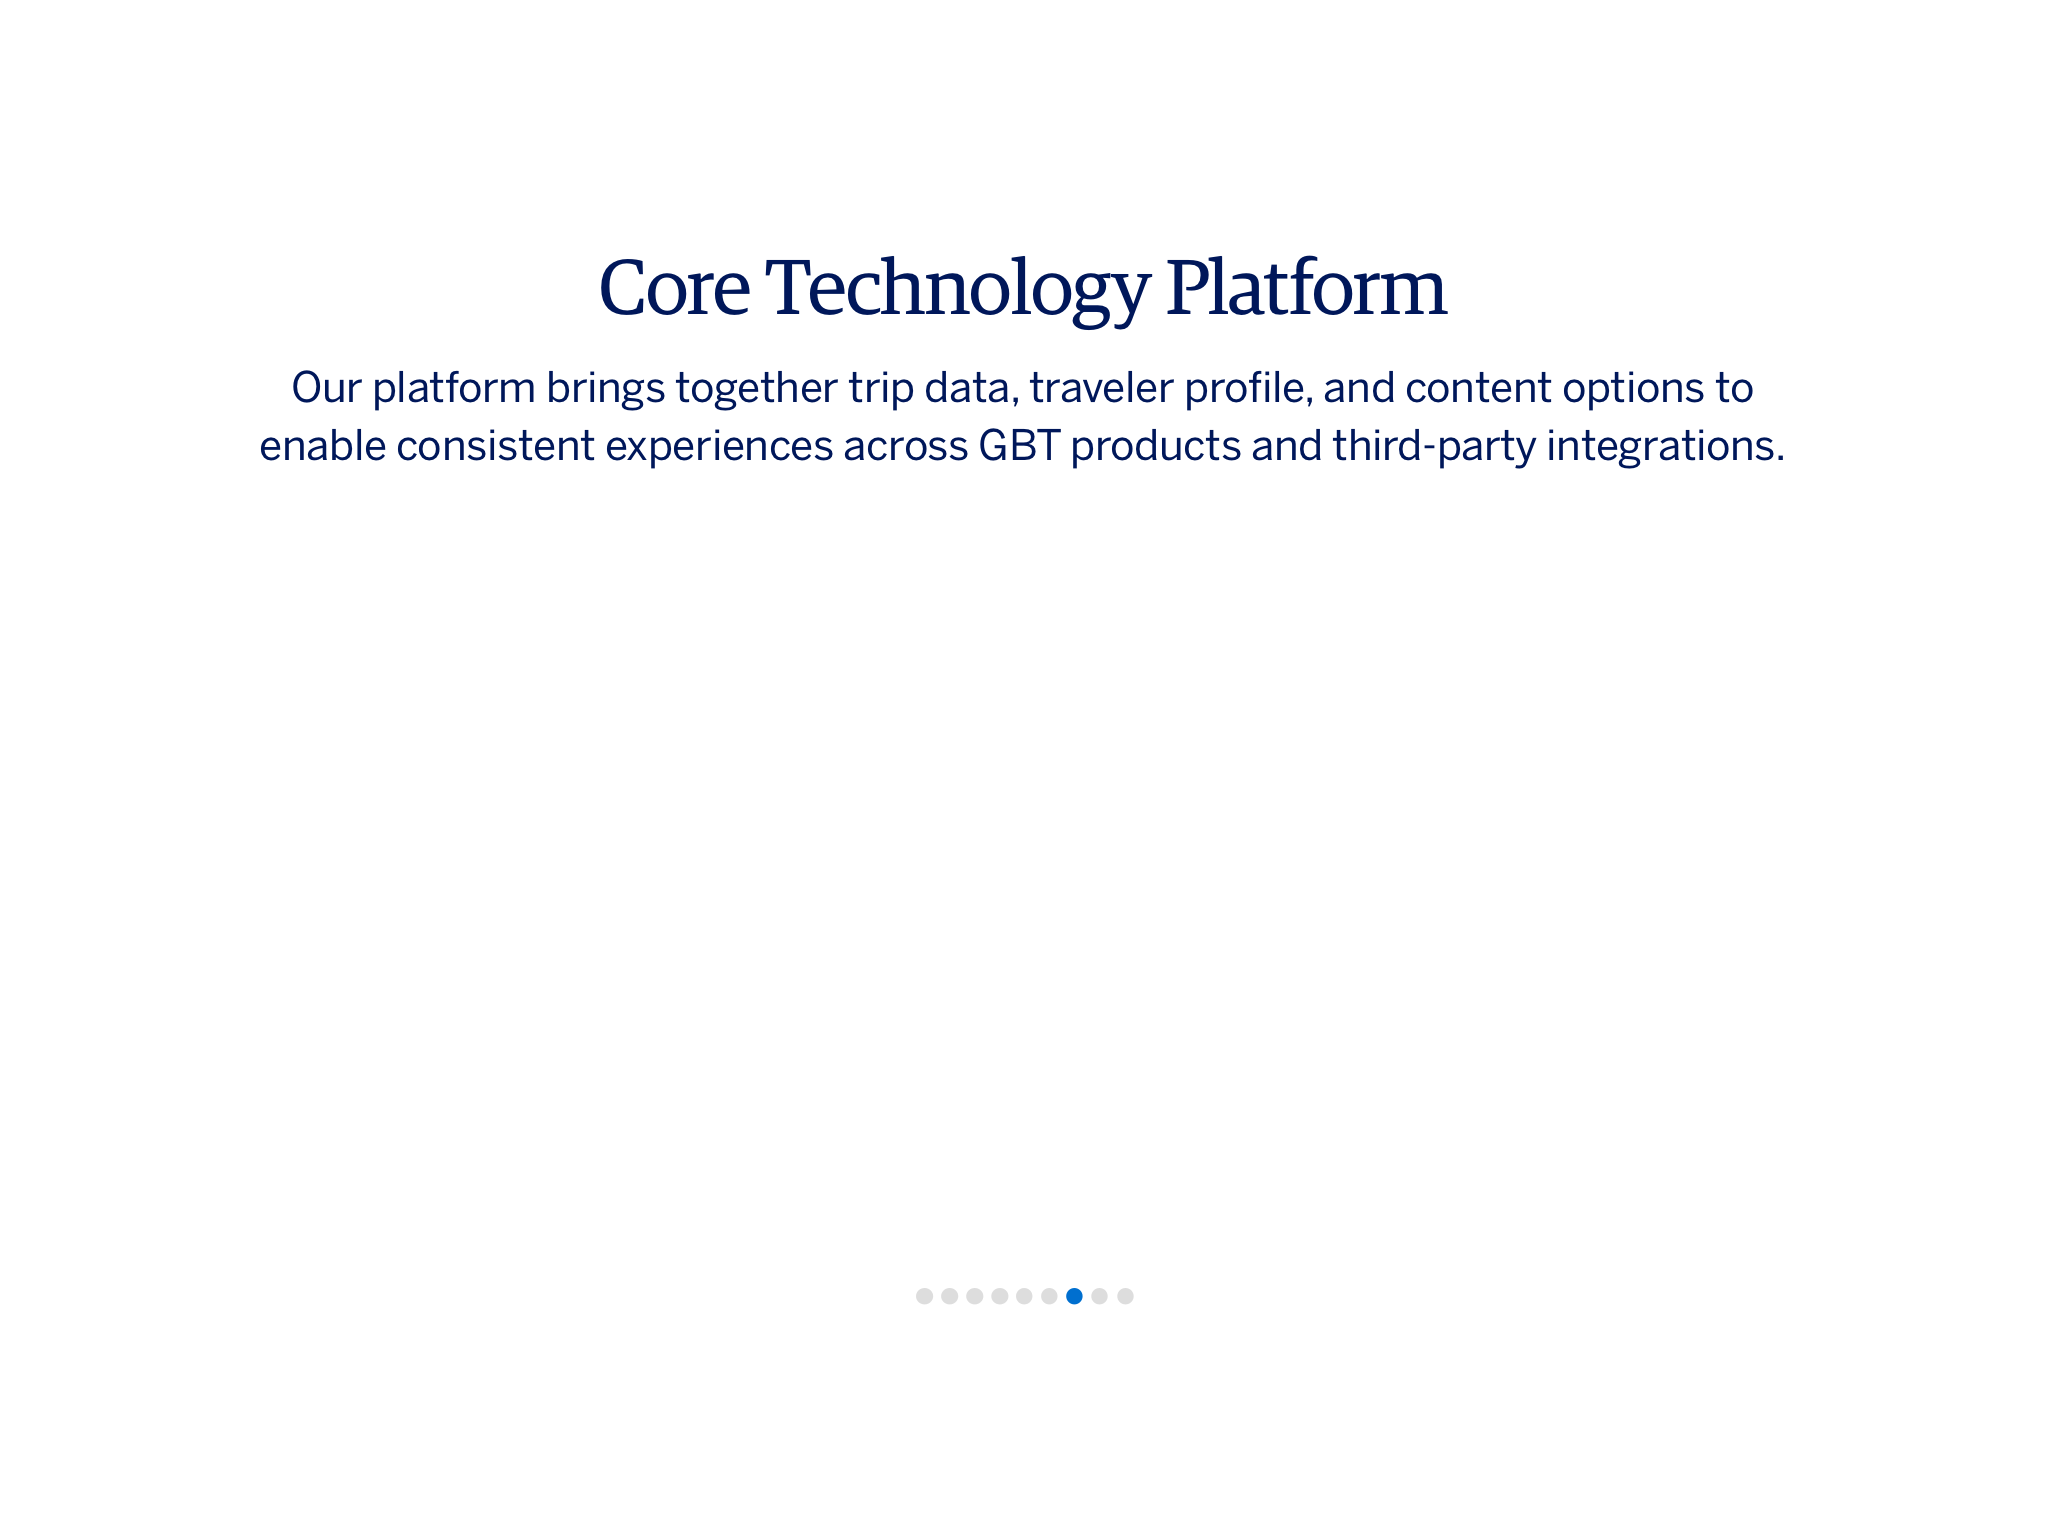 Core Technology Platform
Our platform brings together trip data, traveler profile, and content options to
enable consistent experiences across GBT products and third-party integrations.